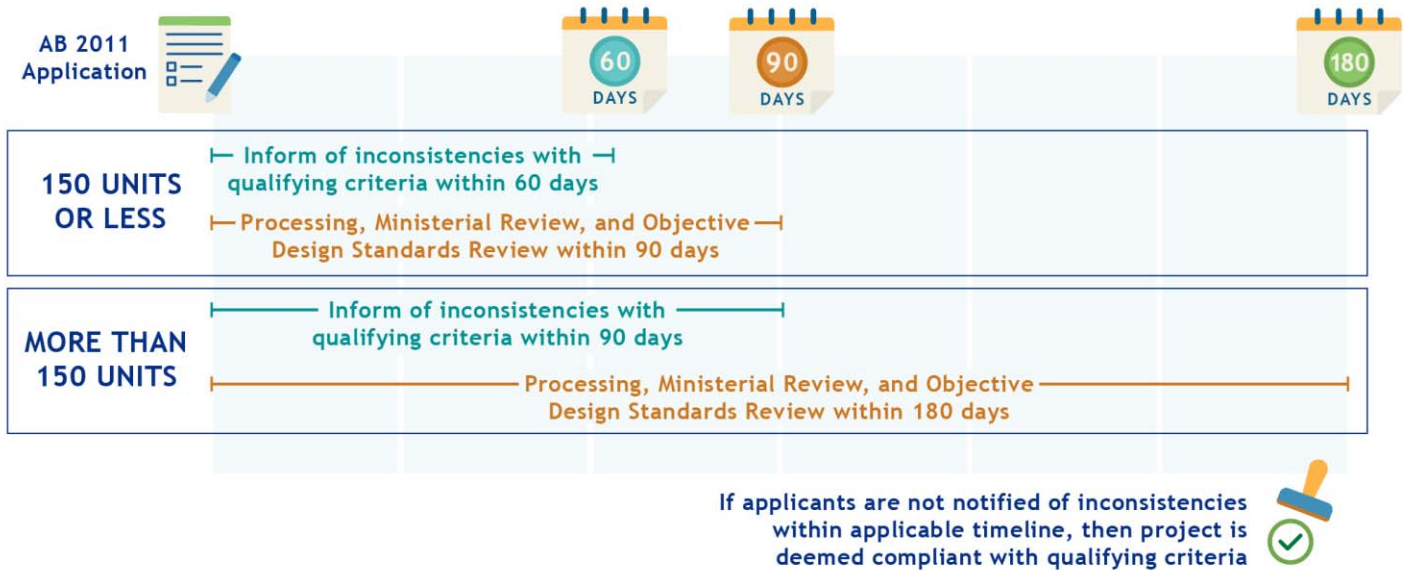 AB 2011
Application
60
DAYS
90
DAYS
180
DAYS
150 UNITS
OR LESS
Inform of inconsistencies with
qualifying criteria within 60 days
Processing, Ministerial Review, and Objective
Design Standards Review within 90 days
MORE THAN
150 UNITS
Inform of inconsistencies with
qualifying criteria within 90 days
Processing, Ministerial Review, and Objective
Design Standards Review within 180 days
If applicants are not notified of inconsistencies
within applicable timeline, then project is
deemed compliant with qualifying criteria